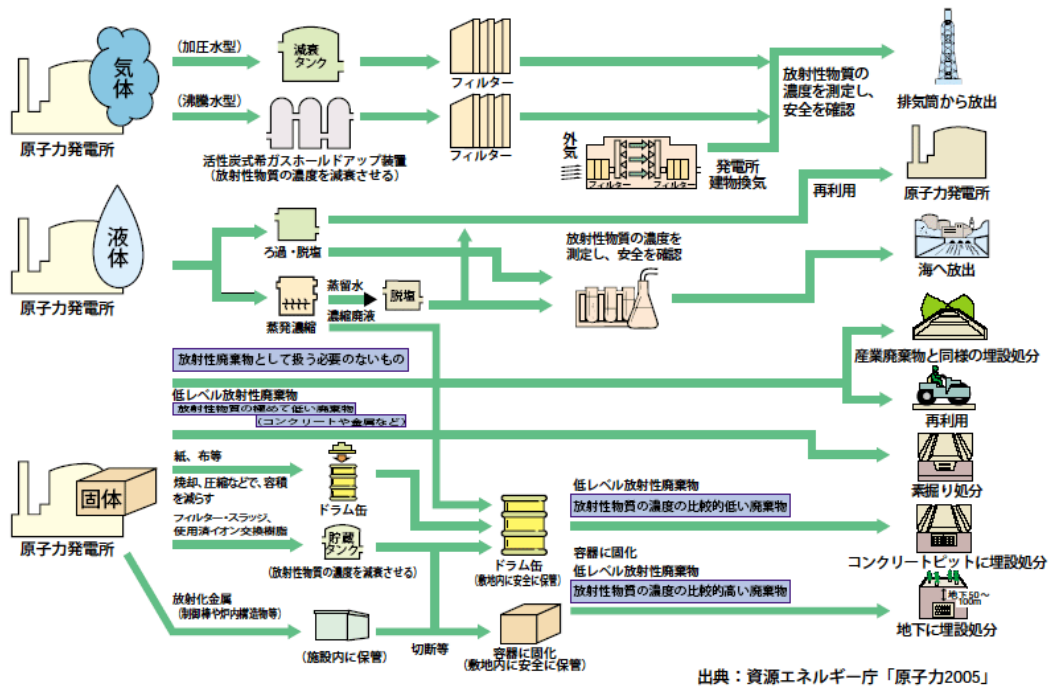 (加圧水型)
気体
原子力発電所
減衰
タンク
フィルター
(沸騰水型)
活性炭式希ガスホールドアップ装置
(放射性物質の濃度を減衰させる)
フィルター
外気
フィルター
フィルター
発電所
建物換気
放射性物質の
濃度を測定し、
安全を確認
排気筒から放出
液体
原子力発電所
ろ過・脱塩
蒸発濃縮
蒸留水
濃縮廃液
脱塩
放射性物質の濃度を
測定し、安全を確認
再利用
原子力発電所
海へ放出
放射性廃棄物として扱う必要のないもの
産業廃棄物と同様の埋設処分
再利用
低レベル放射性廃棄物
放射性物質の極めて低い廃棄物
(コンクリートや金属など)
素掘り処分
固体
原子力発電所
紙、布等
焼却、圧縮などで、容積
を減らす
ドラム缶
フィルター・スラッジ、
使用済イオン交換樹脂
貯蔵
タンク
(放射性物質の濃度を減衰させる)
ドラム缶
(敷地内に安全に保管)
低レベル放射性廃棄物
放射性物質の濃度の比較的低い廃棄物
コンクリートピットに埋設処分
放射化金属
(制御棒や炉内構造物等)
(施設内に保管)
切断等
容器に固化
(敷地内に安全に保管)
容器に固化
低レベル放射性廃棄物
放射性物質の濃度の比較的高い廃棄物
地下50～
100m
地下に埋設処分
出典：資源エネルギー庁「原子力2005」